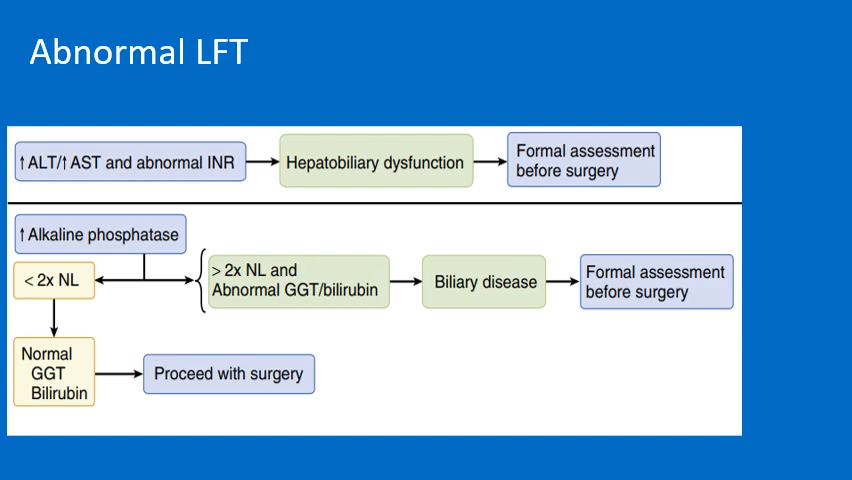 Abnormal LFT
↑ALT/↑AST and abnormal INR
Hepatobiliary dysfunction
Formal assessment
before surgery
↑Alkaline phosphatase
< 2x NL
> 2x NL and
Abnormal GGT/bilirubin
Biliary disease
Formal assessment
before surgery
Normal
GGT
Bilirubin
Proceed with surgery